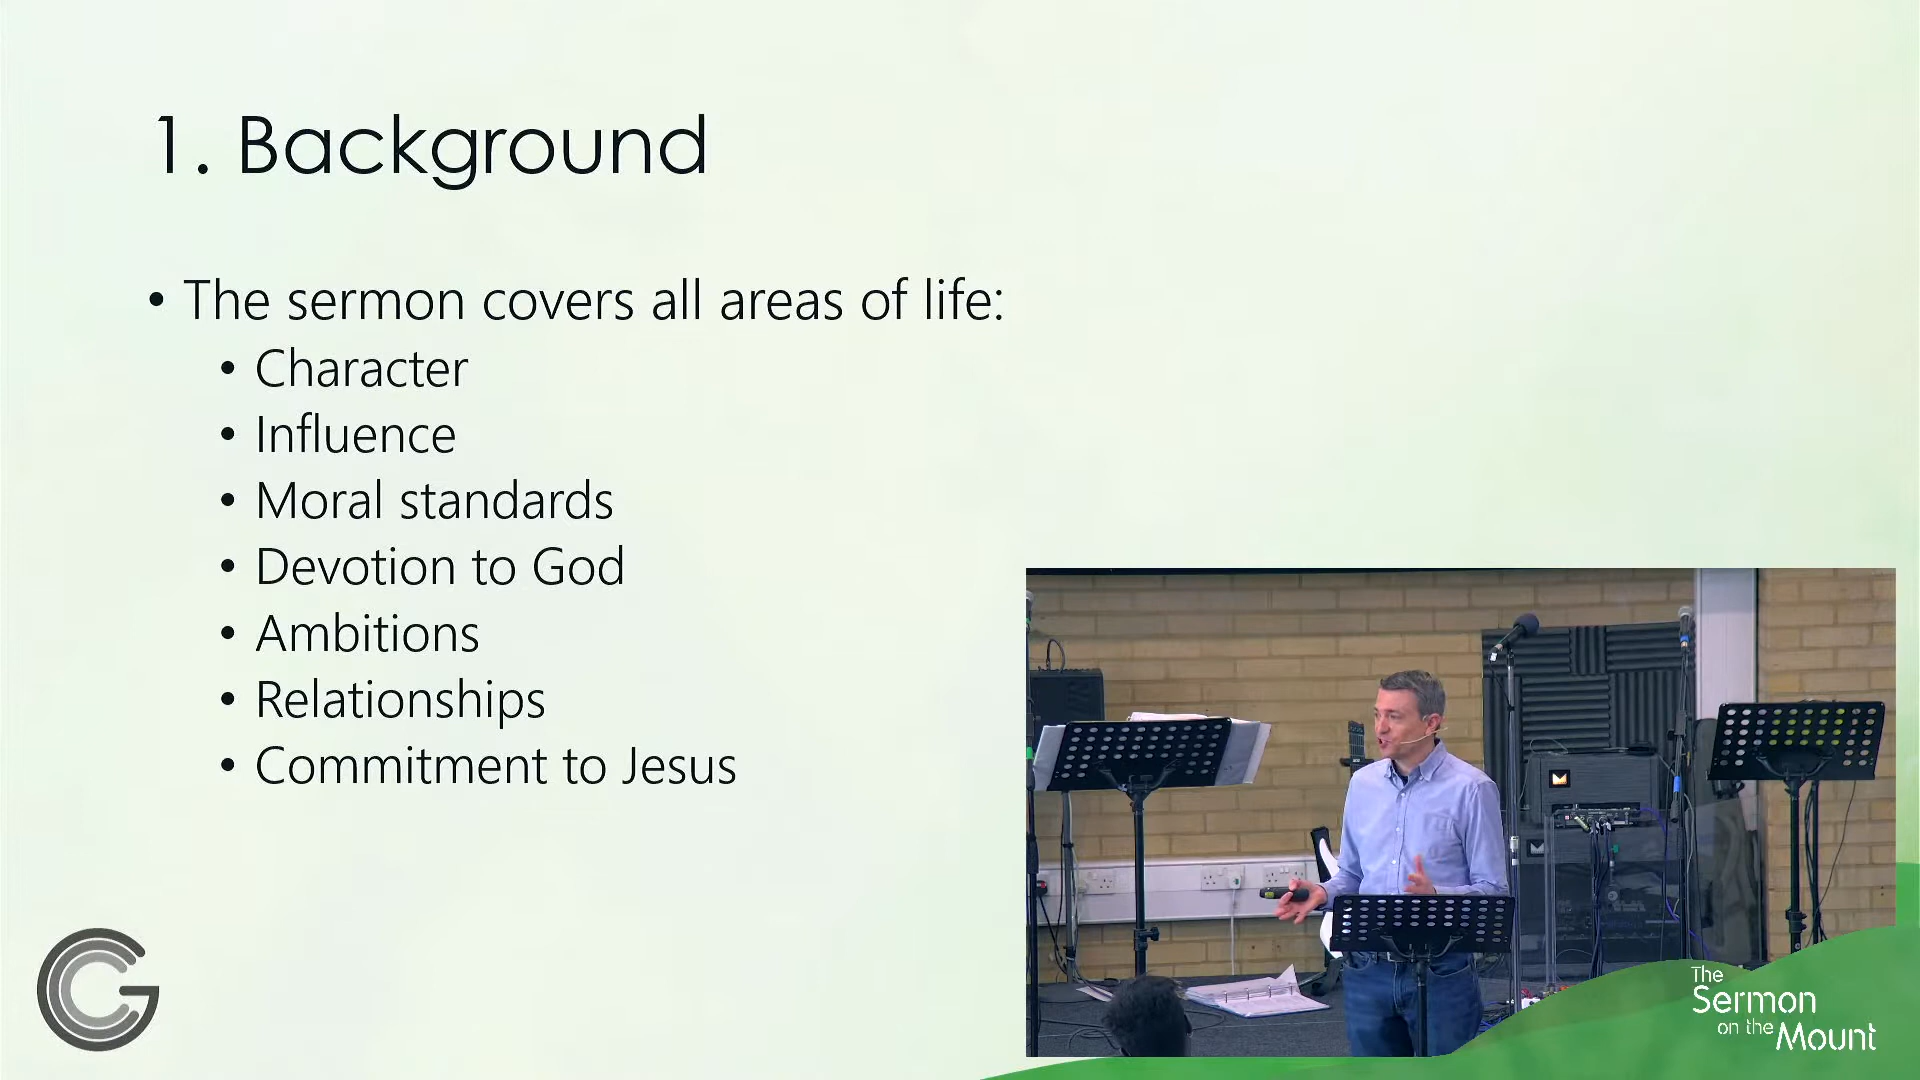 1. Background
• The sermon covers all areas of life:
• Character
• Influence
• Moral standards
• Devotion to God
• Ambitions
• Relationships
• Commitment to Jesus
The
Sermon
on the
Mount